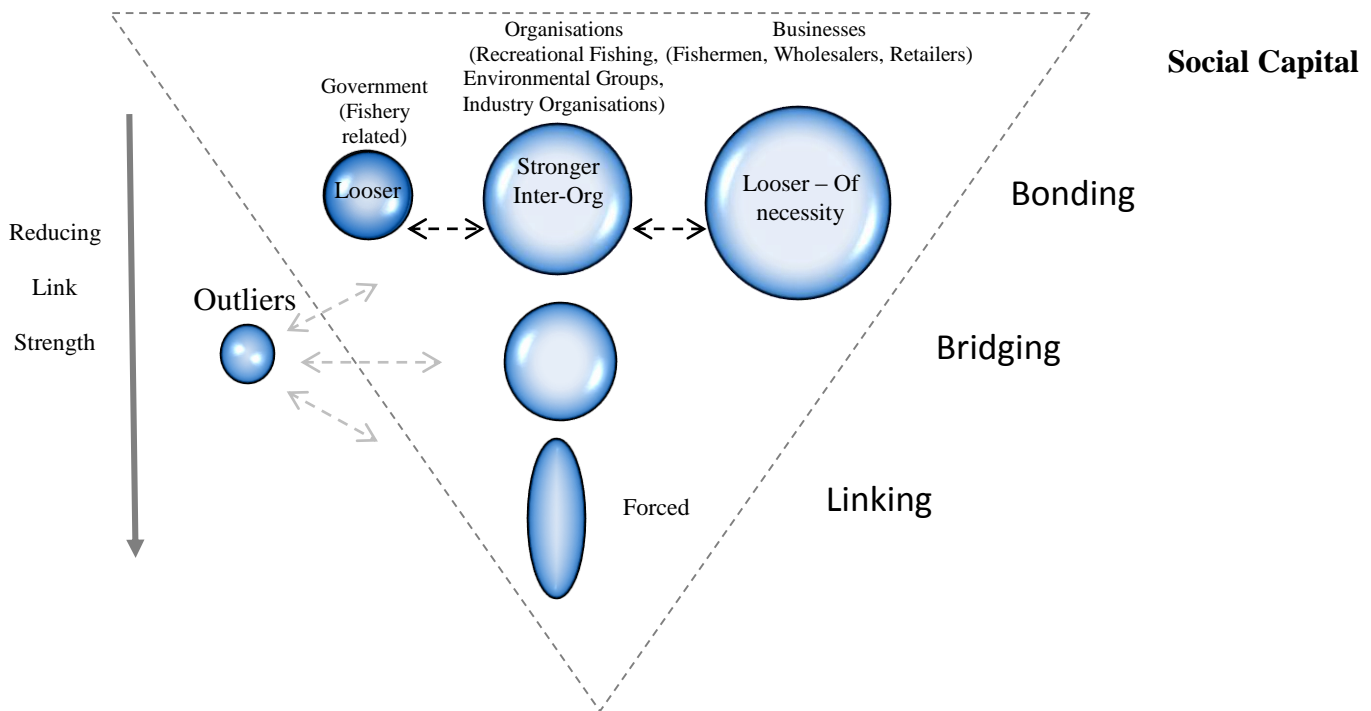 Organisations
(Recreational Fishing,
Environmental Groups,
Industry Organisations)
Businesses
(Fishermen, Wholesalers, Retailers)
Social Capital
Government
(Fishery
related)
Looser
Stronger
Inter-Org
Looser – Of
necessity
Bonding
Reducing
Link
Strength
Outliers
Bridging
Forced
Linking